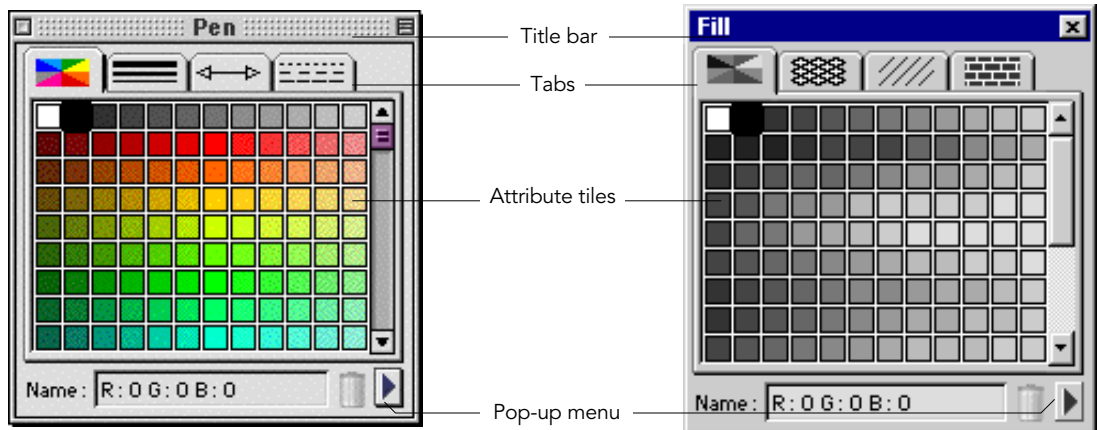 Pen
Title bar
Fill
Tabs
Attribute tiles
Name: R:0 G:0 B:0
Name: R:0 G:0 B:0
Pop-up menu